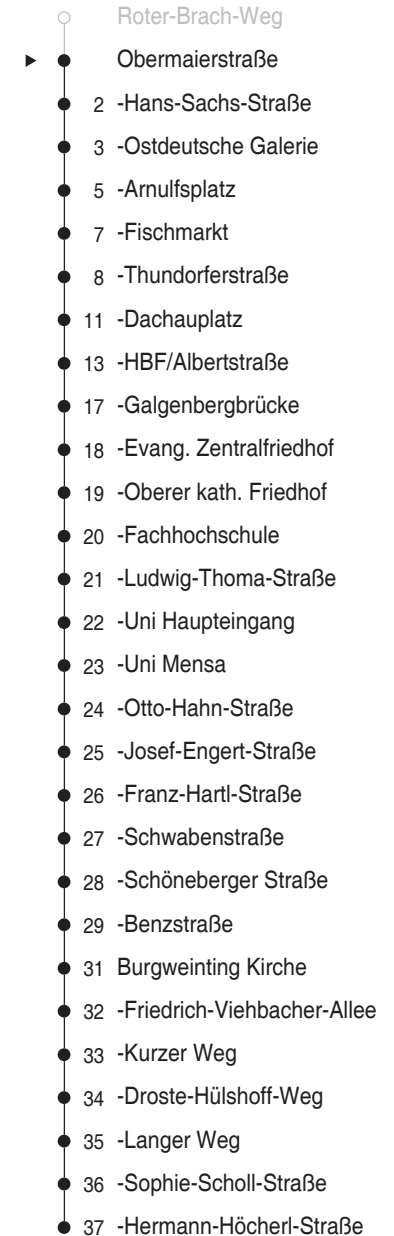 Roter-Brach-Weg
Obermaierstraße
2 -Hans-Sachs-Straße
3 -Ostdeutsche Galerie
5 -Arnulfsplatz
7 -Fischmarkt
8 -Thundorferstraße
11 -Dachauplatz
13 -HBF/Albertstraße
17 -Galgenbergbrücke
18 -Evang. Zentralfriedhof
19 -Oberer kath. Friedhof
20 -Fachhochschule
21 -Ludwig-Thoma-Straße
22 -Uni Haupteingang
23 -Uni Mensa
24 -Otto-Hahn-Straße
25 -Josef-Engert-Straße
26 -Franz-Hartl-Straße
27 -Schwabenstraße
28 -Schöneberger Straße
29 -Benzstraße
31 Burgweinting Kirche
32 -Friedrich-Viehbacher-Allee
33 -Kurzer Weg
34 -Droste-Hülshoff-Weg
35 -Langer Weg
36 -Sophie-Scholl-Straße
37 -Hermann-Höcherl-Straße